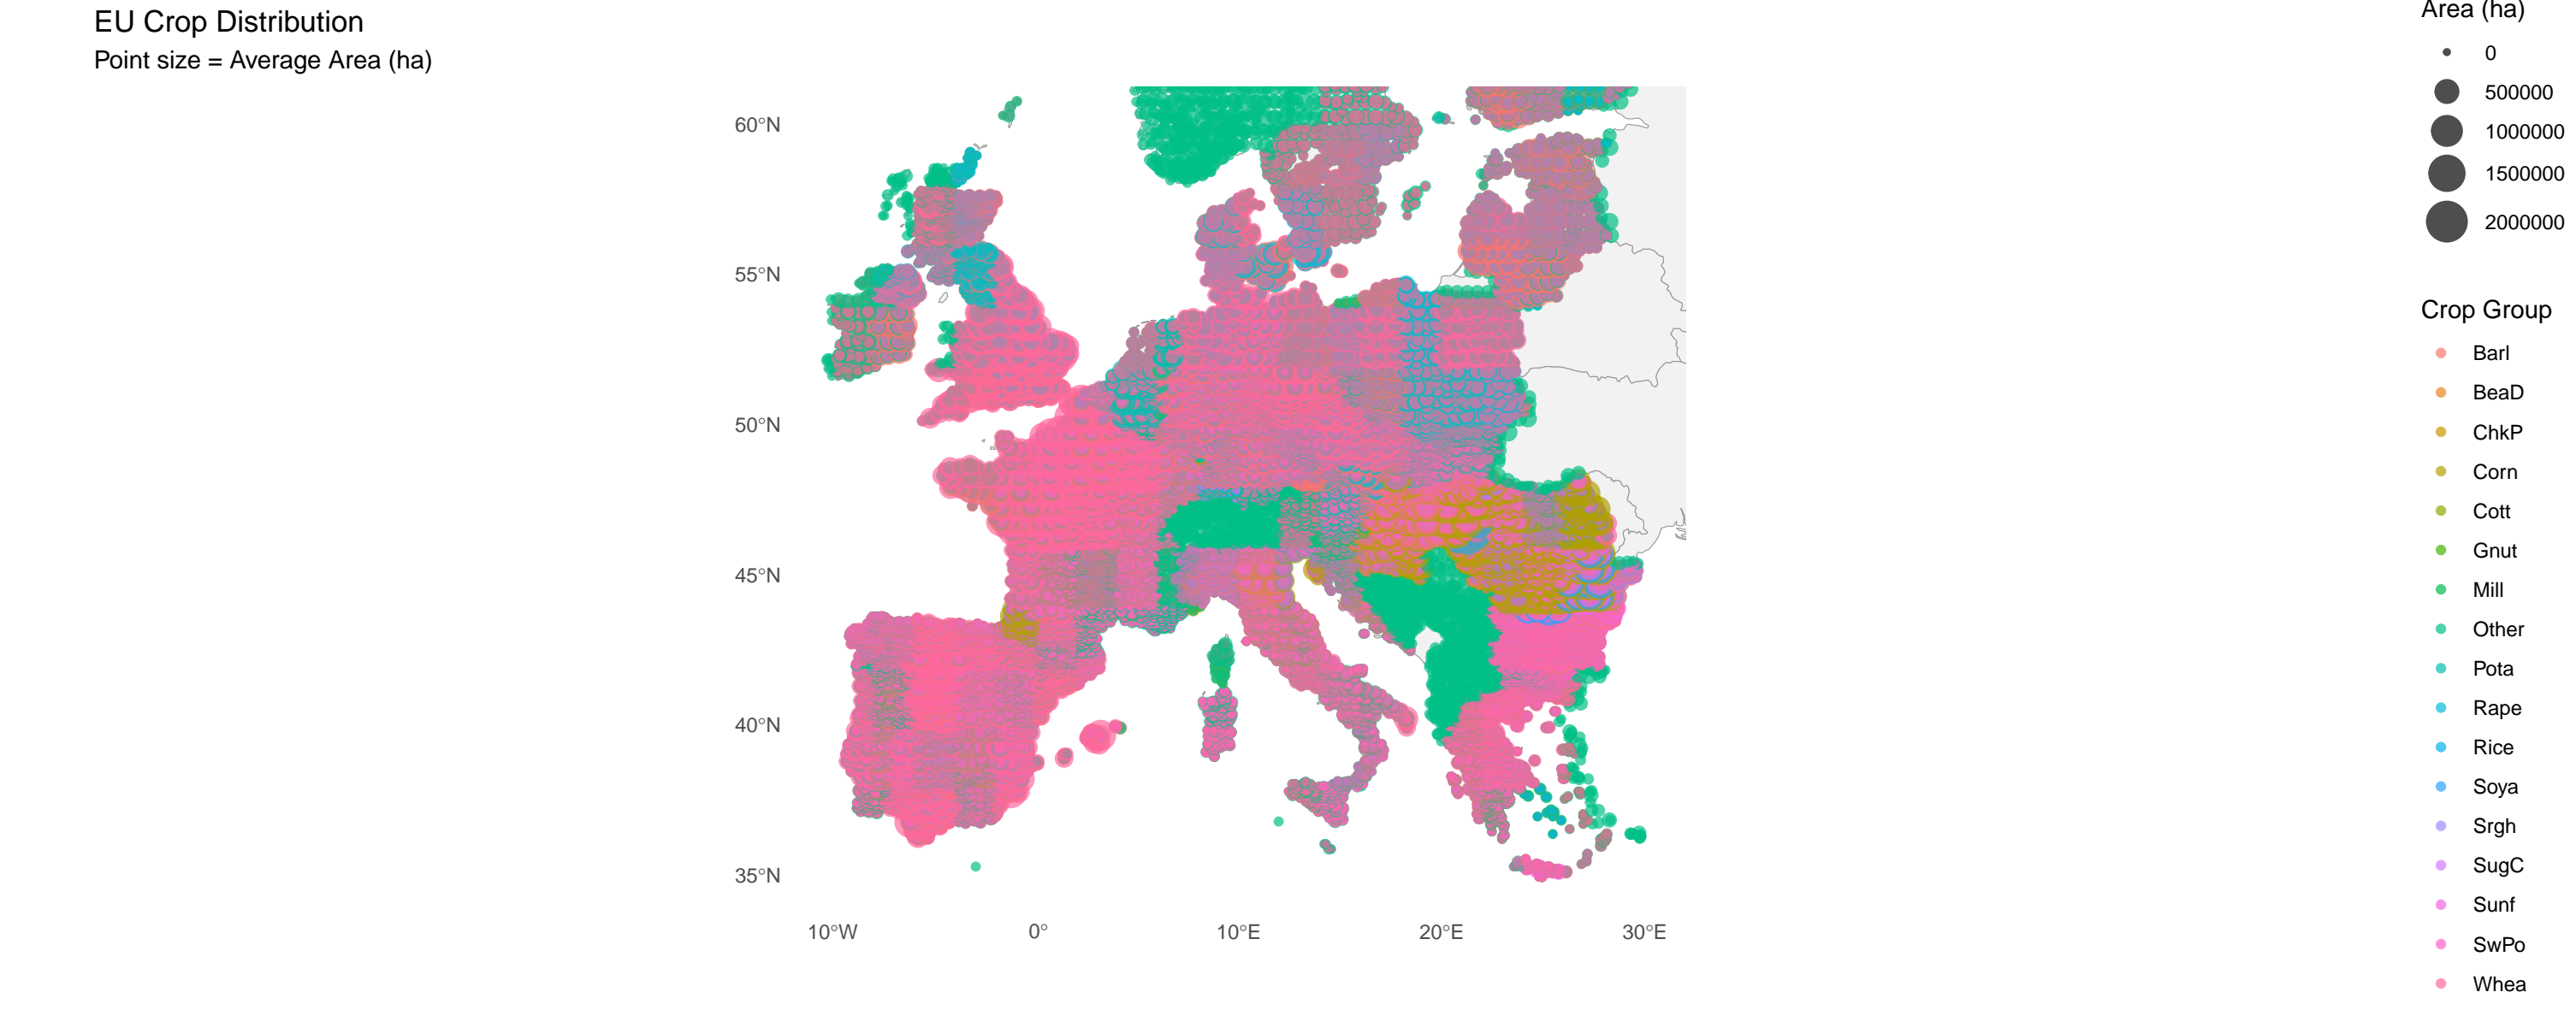 EU Crop Distribution
Point size = Average Area (ha)
60°N
55°N
50°N
45°N
40°N
35°N
10°W 0° 10°E 20°E 30°E
Area (ha)
0
500000
1000000
1500000
2000000
Crop Group
Barl
BeaD
ChkP
Corn
Cott
Gnut
Mill
Other
Pota
Rape
Rice
Soya
Srgh
SugC
Sunf
SwPo
Whea